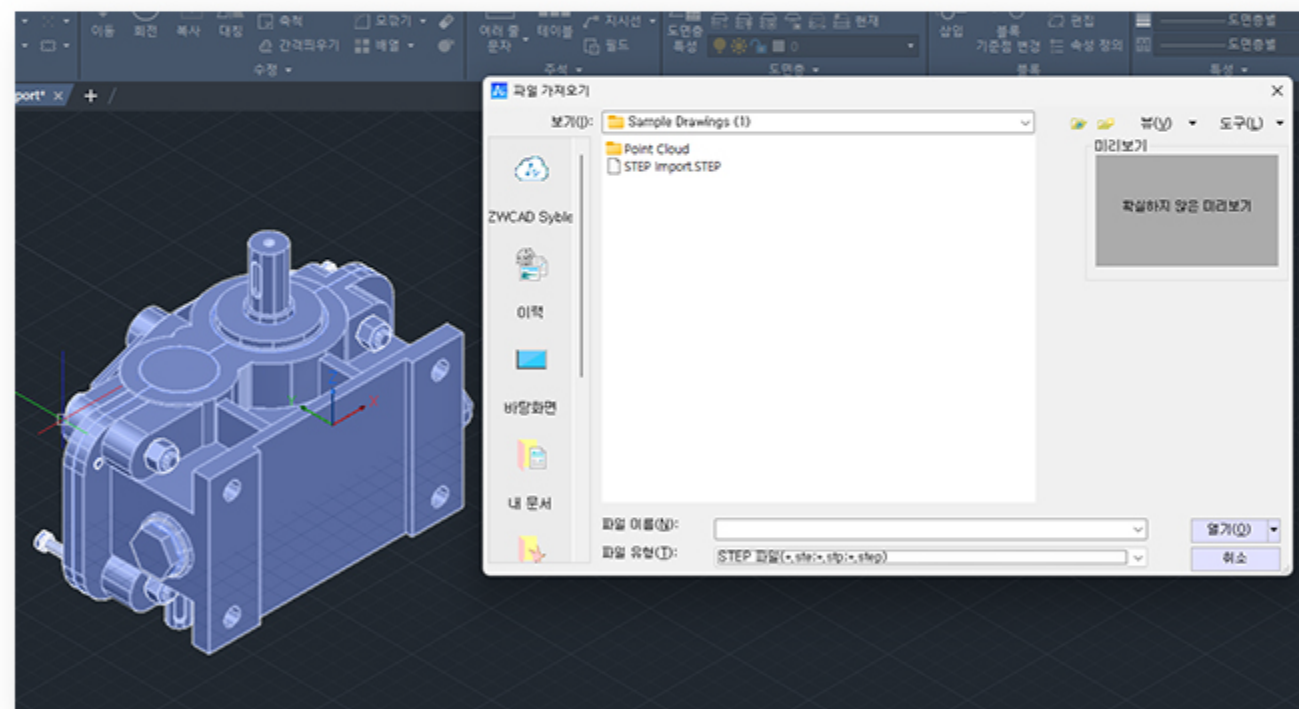 축척
모깎기
이동 회전 복사 대칭
간격띄우기
배열
수정
지시선
여러 줄 문자
테이블
필드
주석
도면층 특성
현재
0
도면층
삽입
편집
블록
기준점 변경
속성 정의
블록
도면층별
도면층별
특성
port*
파일 가져오기
보기(I):
Sample Drawings (1)
뷰(V)
도구(L)
Point Cloud
STEP Import.STEP
미리보기
확실하지 않은 미리보기
ZWCAD Syble
이력
바탕화면
내 문서
파일 이름(N):
열기(O)
파일 유형(T):
STEP 파일(*.ste;*.stp;*.step)
취소
X
Y